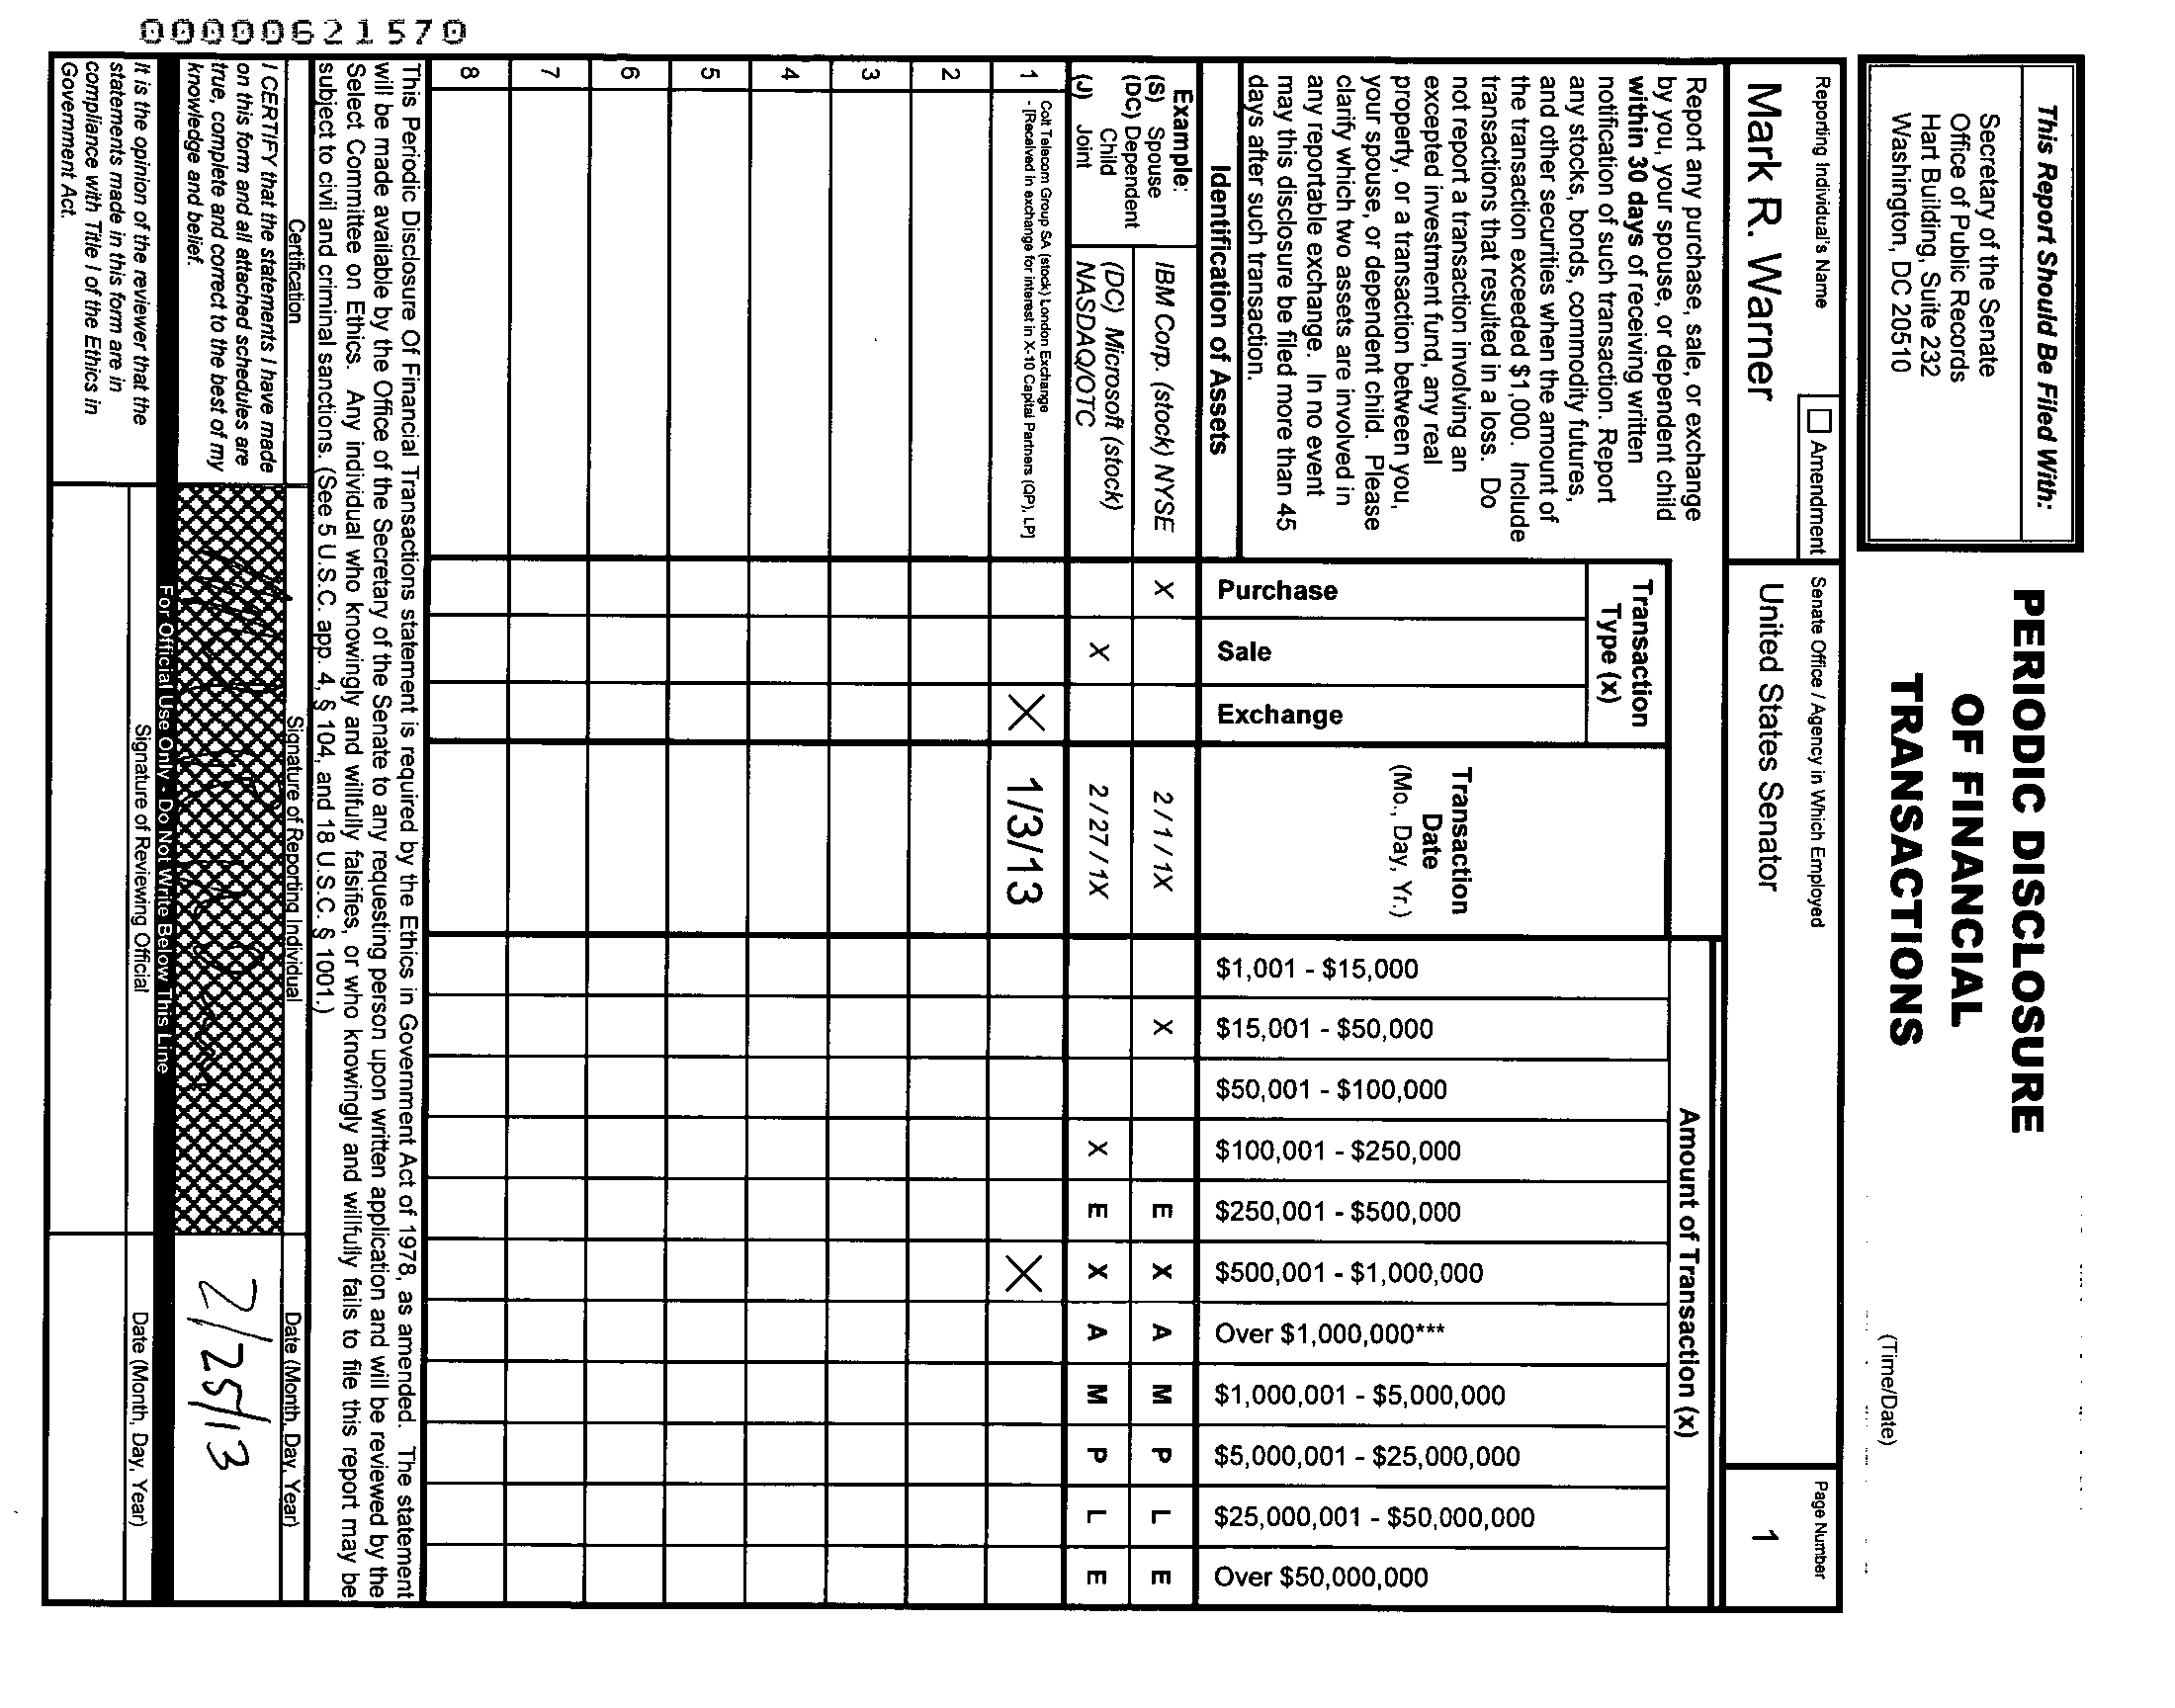 This Report Should Be Filed With:
Secretary of the Senate
Office of Public Records
Hart Building, Suite 232
Washington, DC 20510
PERIODIC DISCLOSURE
OF FINANCIAL
TRANSACTIONS
(Time/Date)
Reporting Individual's Name
Amendment
Senate Office / Agency in Which Employed
Page Number
Mark R. Warner
United States Senator
1
Report any purchase, sale, or exchange
by you, your spouse, or dependent child
within 30 days of receiving written
notification of such transaction. Report
any stocks, bonds, commodity futures,
and other securities when the amount of
the transaction exceeded $1,000. Include
transactions that resulted in a loss. Do
not report a transaction involving an
excepted investment fund, any real
property, or a transaction between you,
your spouse, or dependent child. Please
clarify which two assets are involved in
any reportable exchange. In no event
may this disclosure be filed more than 45
days after such transaction.
Identification of Assets
Transaction
Type (x)
Purchase
Sale
Exchange
Transaction
Date
(Mo., Day, Yr.)
Amount of Transaction (x)
$1,001 - $15,000
$15,001 - $50,000
$50,001 - $100,000
$100,001 - $250,000
$250,001 - $500,000
$500,001 - $1,000,000
Over $1,000,000***
$1,000,001 - $5,000,000
$5,000,001 - $25,000,000
$25,000,001 - $50,000,000
Over $50,000,000
Example:
(S) Spouse
(DC) Dependent
Child
(J) Joint
IBM Corp. (stock) NYSE X 2 / 1 / 1X X E X A M P L E
(DC) Microsoft (stock)
NASDAQ/OTC X 2 / 27 / 1X X E X A M P L E
1 Colt Telecom Group SA (stock) London Exchange
- [Received in exchange for interest in X-10 Capital Partners (QP), LP] X 1/3/13 X
2
3
4
5
6
7
8
This Periodic Disclosure Of Financial Transactions statement is required by the Ethics in Government Act of 1978, as amended. The statement
will be made available by the Office of the Secretary of the Senate to any requesting person upon written application and will be reviewed by the
Select Committee on Ethics. Any individual who knowingly and willfully falsifies, or who knowingly and willfully fails to file this report may be
subject to civil and criminal sanctions. (See 5 U.S.C. app. 4, § 104, and 18 U.S.C. § 1001.)
Certification
Signature of Reporting Individual
Date (Month, Day, Year)
I CERTIFY that the statements I have made
on this form and all attached schedules are
true, complete and correct to the best of my
knowledge and belief.
2/25/13
For Official Use Only - Do Not Write Below This Line
It is the opinion of the reviewer that the
statements made in this form are in
compliance with Title I of the Ethics in
Government Act.
Signature of Reviewing Official
Date (Month, Day, Year)
00000621570